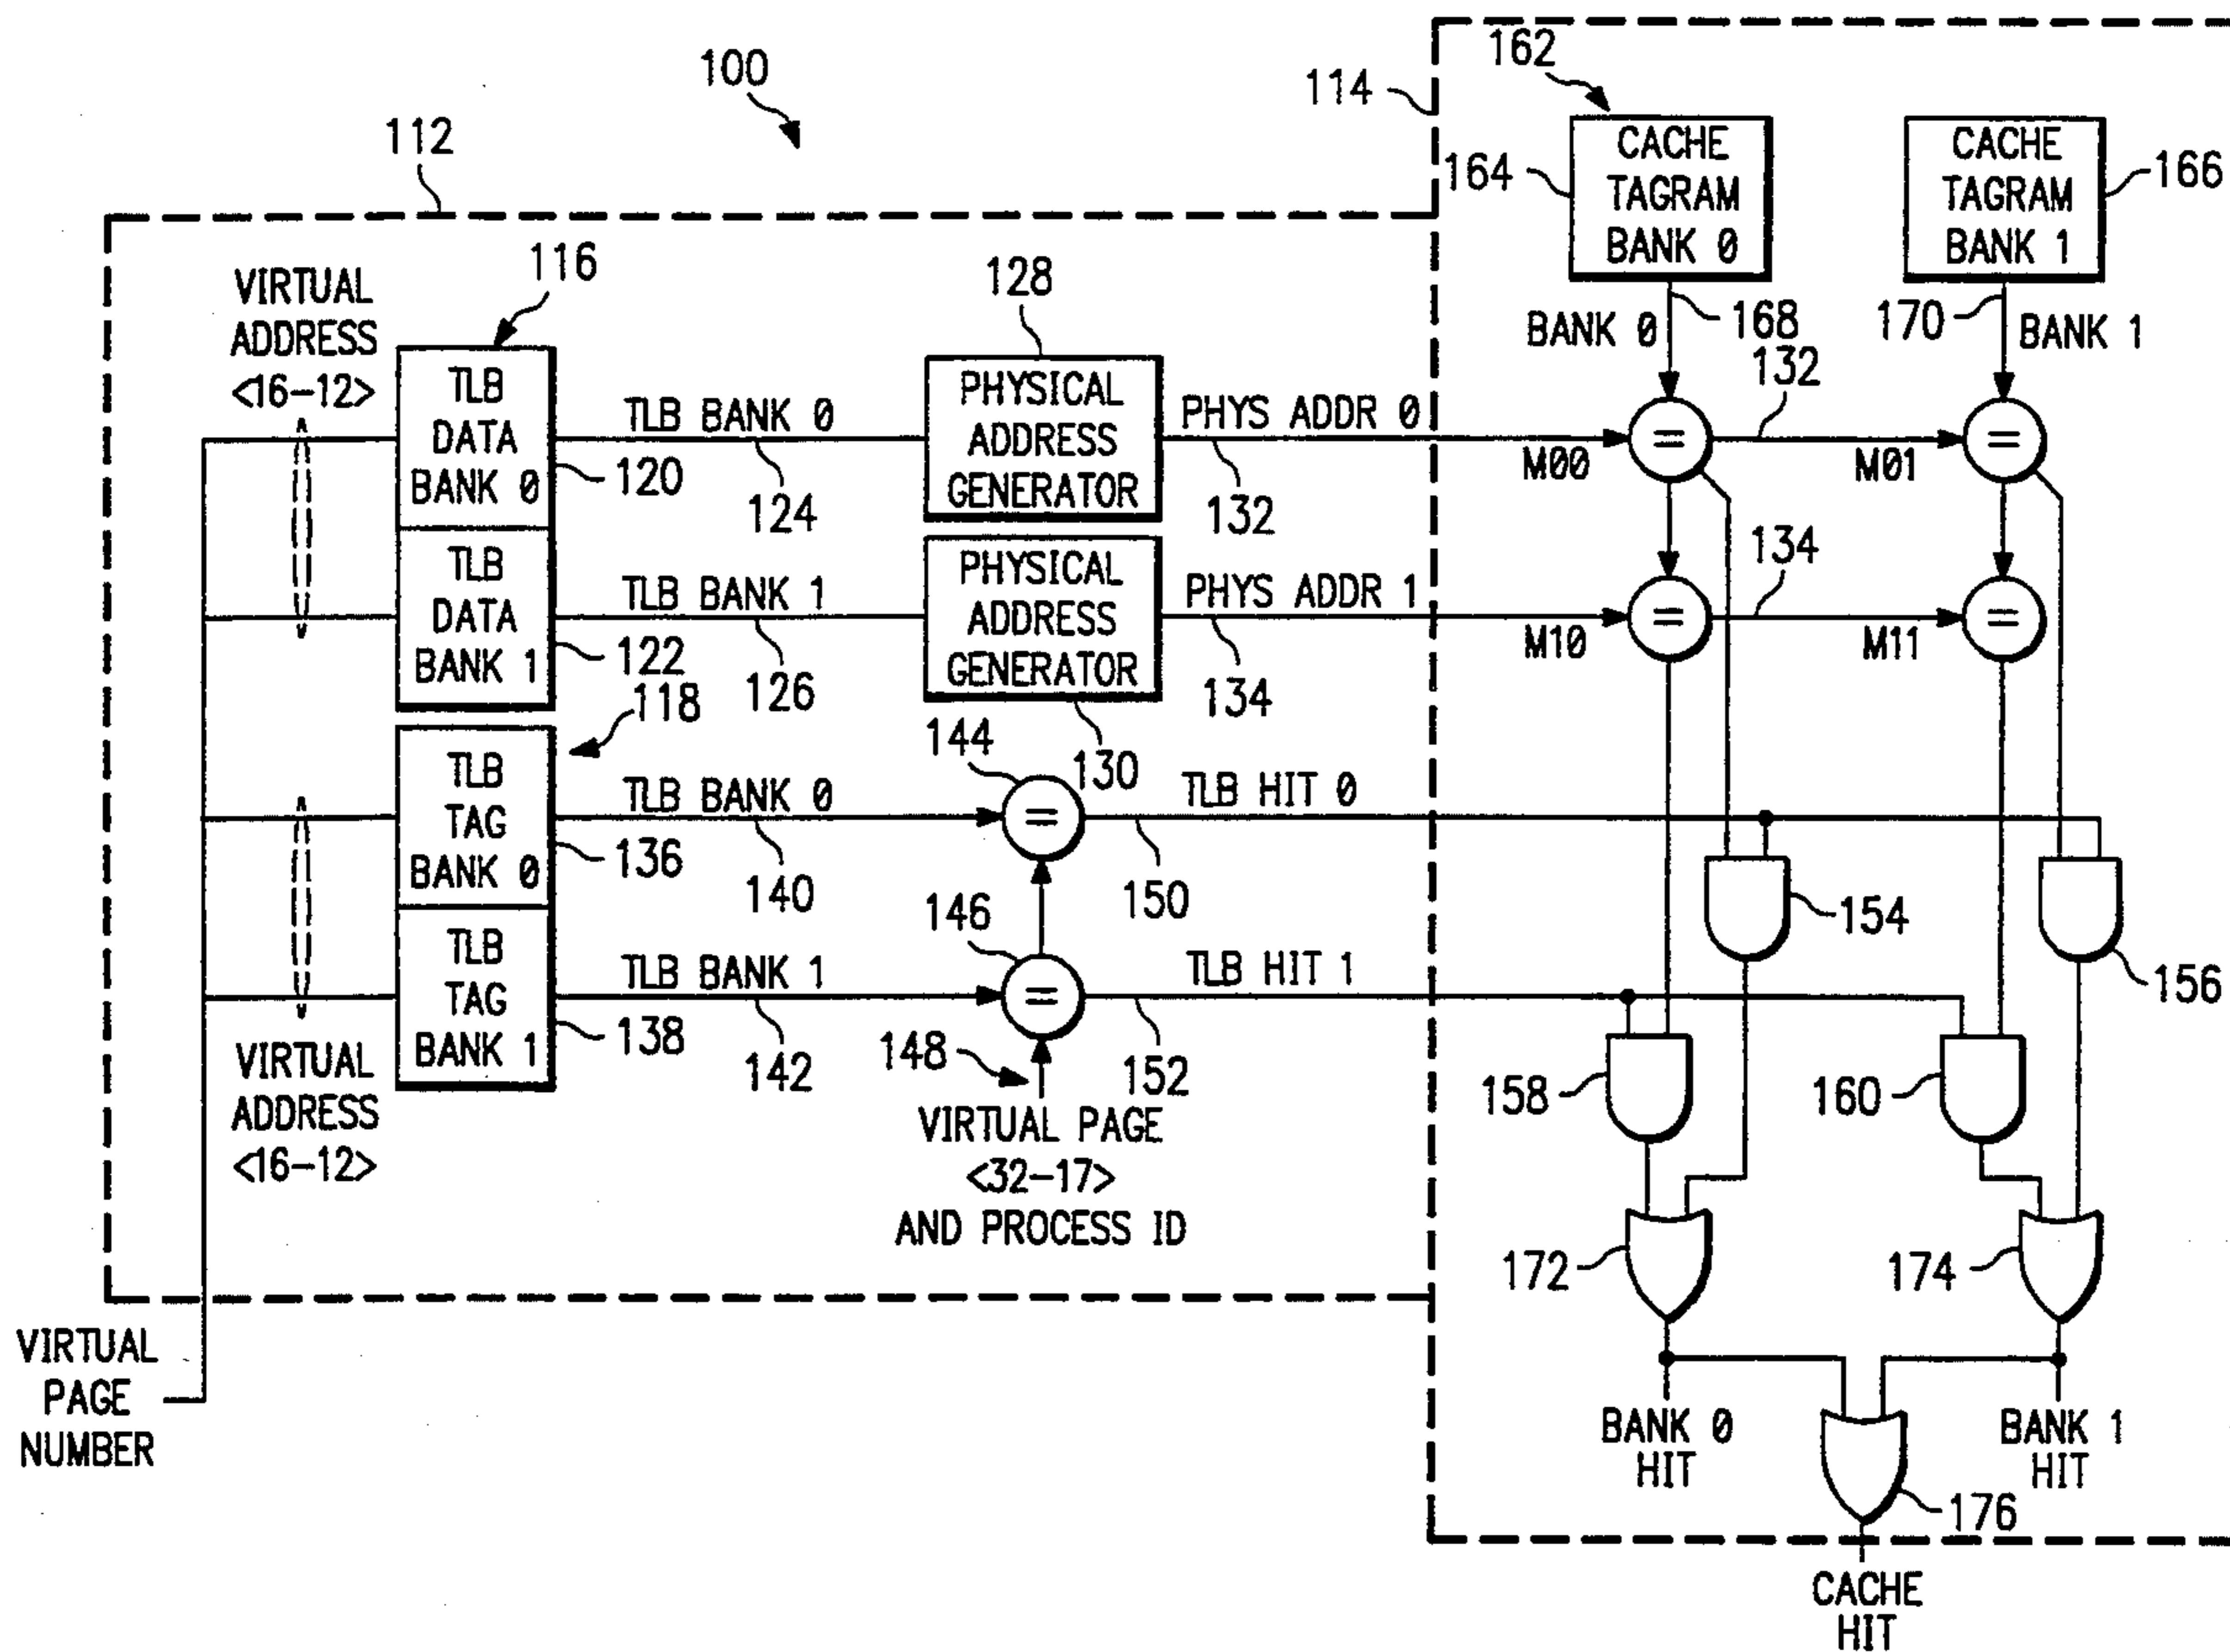 100
112
114
162
CACHE
TAGRAM
BANK 0
164
CACHE
TAGRAM
BANK 1
166
VIRTUAL
ADDRESS
<16-12>
116
TLB
DATA
BANK 0
120
TLB BANK 0
124
128
PHYSICAL
ADDRESS
GENERATOR
PHYS ADDR 0
132
BANK 0
168
170
BANK 1
132
M00
M01
TLB
DATA
BANK 1
122
TLB BANK 1
126
PHYSICAL
ADDRESS
GENERATOR
130
PHYS ADDR 1
134
134
M10
M11
=
=
=
=
118
TLB
TAG
BANK 0
136
TLB BANK 0
140
144
=
TLB HIT 0
150
154
156
TLB
TAG
BANK 1
138
TLB BANK 1
142
146
=
TLB HIT 1
152
148
VIRTUAL PAGE
<32-17>
AND PROCESS ID
VIRTUAL
ADDRESS
<16-12>
158
160
172
174
VIRTUAL
PAGE
NUMBER
BANK 0
HIT
BANK 1
HIT
176
CACHE
HIT